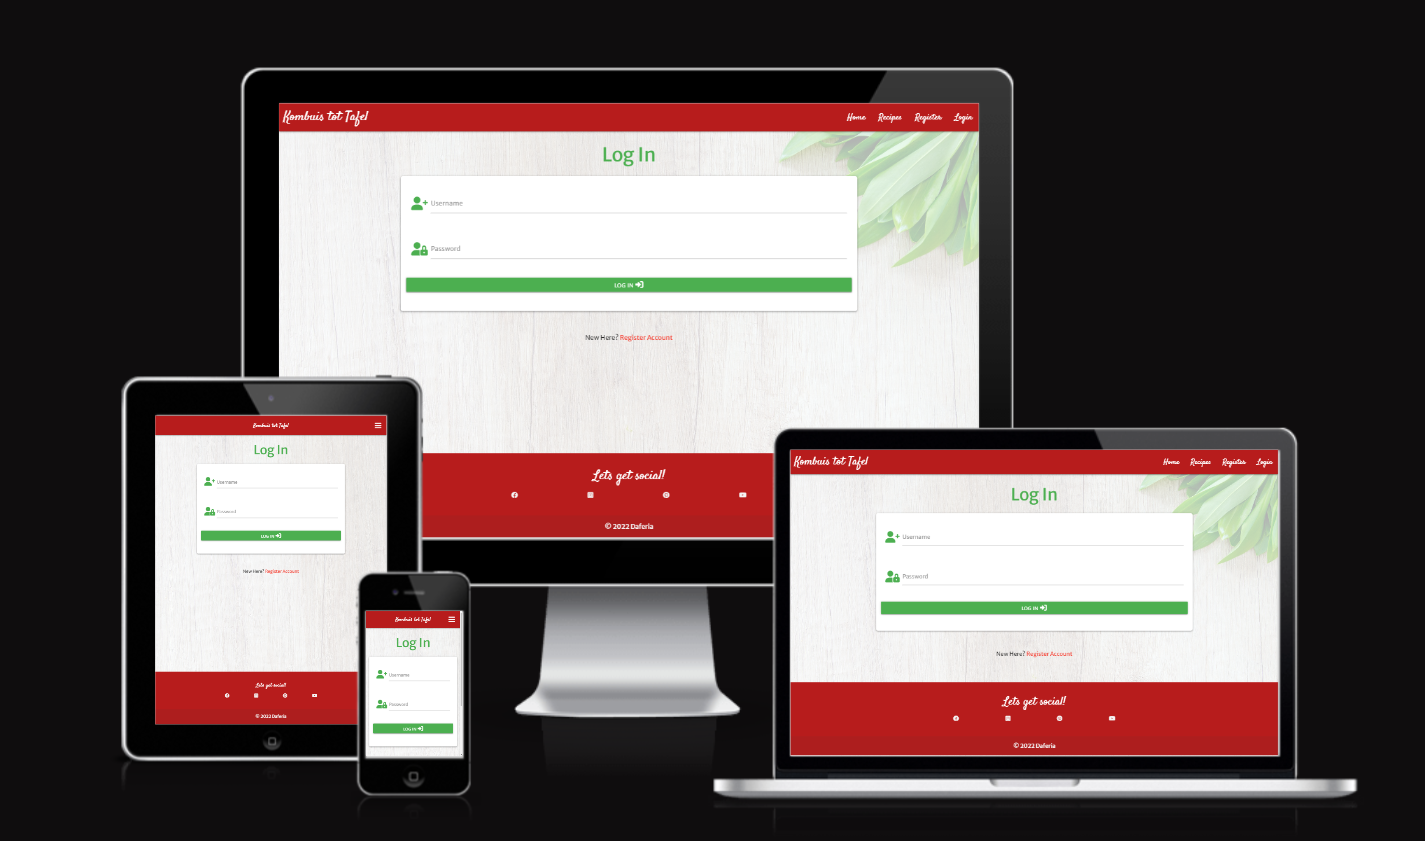 Kombuis tot Tafel
Home Recipes Register Login
Log In
Username
Password
LOG IN
New Here? Register Account
Lets get social!
© 2022 Daferia
Kombuis tot Tafel
Log In
Username
Password
LOG IN
New Here? Register Account
Lets get social!
© 2022 Daferia
Kombuis tot Tafel
Log In
Username
Password
LOG IN
Kombuis tot Tafel
Home Recipes Register Login
Log In
Username
Password
LOG IN
New Here? Register Account
Lets get social!
© 2022 Daferia